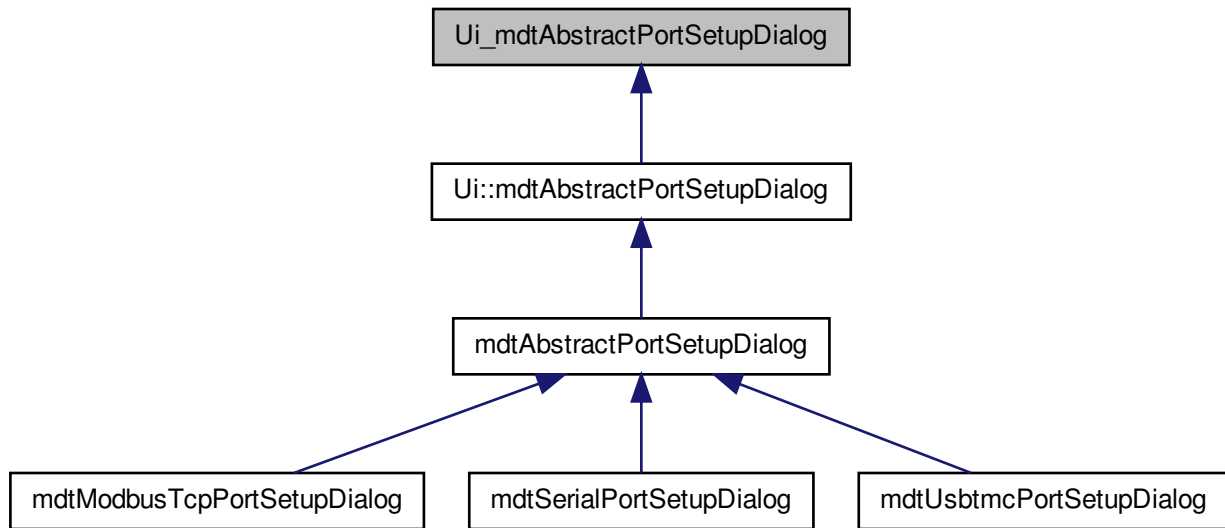 Ui_mdtAbstractPortSetupDialog
Ui::mdtAbstractPortSetupDialog
mdtAbstractPortSetupDialog
mdtModbusTcpPortSetupDialog
mdtSerialPortSetupDialog
mdtUsbtmcPortSetupDialog